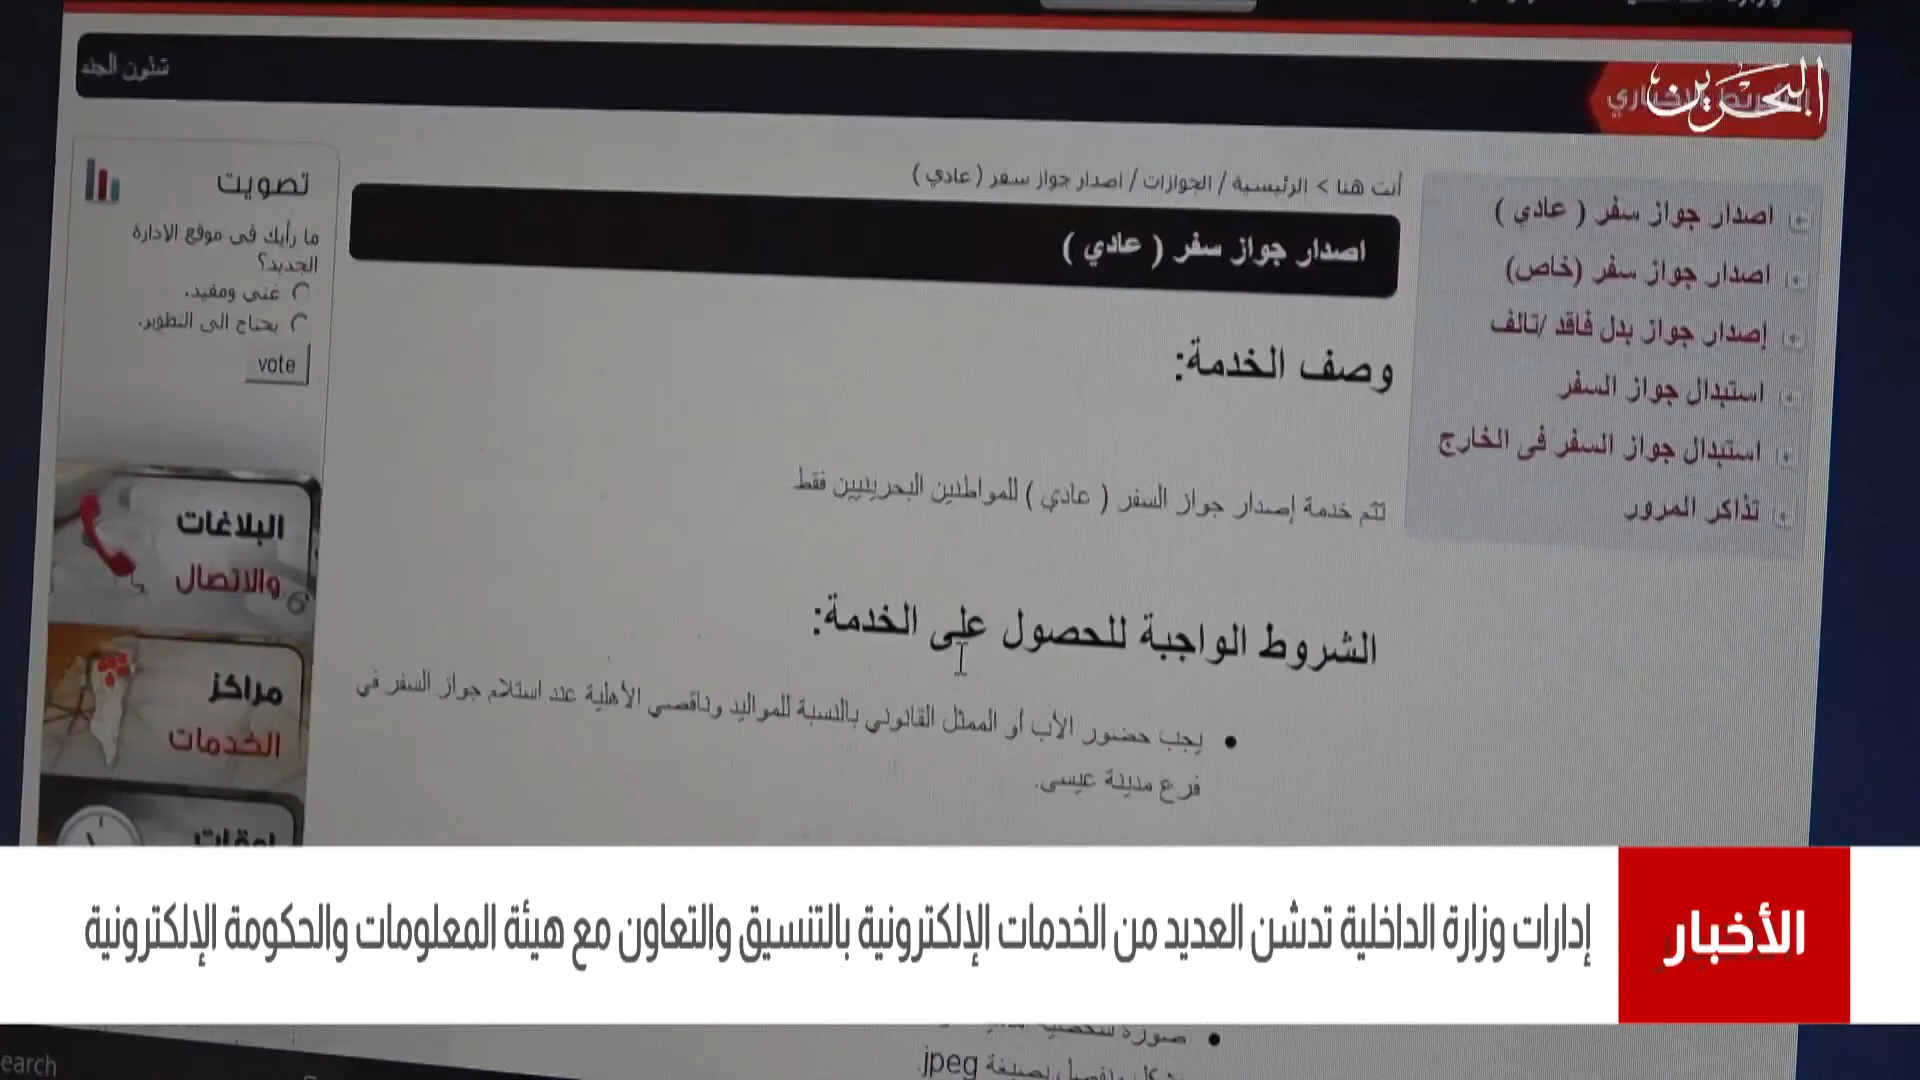 البحرين
شئون الجنسية
أنت هنا > الرئيسية / الجوازات / اصدار جواز سفر ( عادي )
اصدار جواز سفر ( عادي )
اصدار جواز سفر (خاص)
إصدار جواز بدل فاقد /تالف
استبدال جواز السفر
استبدال جواز السفر فى الخارج
تذاكر المرور
اصدار جواز سفر ( عادي )
وصف الخدمة:
تتم خدمة إصدار جواز السفر ( عادي ) للمواطنين البحرينيين فقط
الشروط الواجبة للحصول على الخدمة:
• يجب حضور الأب أو الممثل القانوني بالنسبة للمواليد وناقصي الأهلية عند استلام جواز السفر في
فرع مدينة عيسى.
تصويت
ما رأيك فى موقع الادارة
الجديد؟
غني ومفيد.
يحتاج الى التطوير.
vote
البلاغات
والاتصال
مراكز
الخدمات
الأخبار
إدارات وزارة الداخلية تدشن العديد من الخدمات الإلكترونية بالتنسيق والتعاون مع هيئة المعلومات والحكومة الإلكترونية
• صورة
بصيغة jpeg
earch